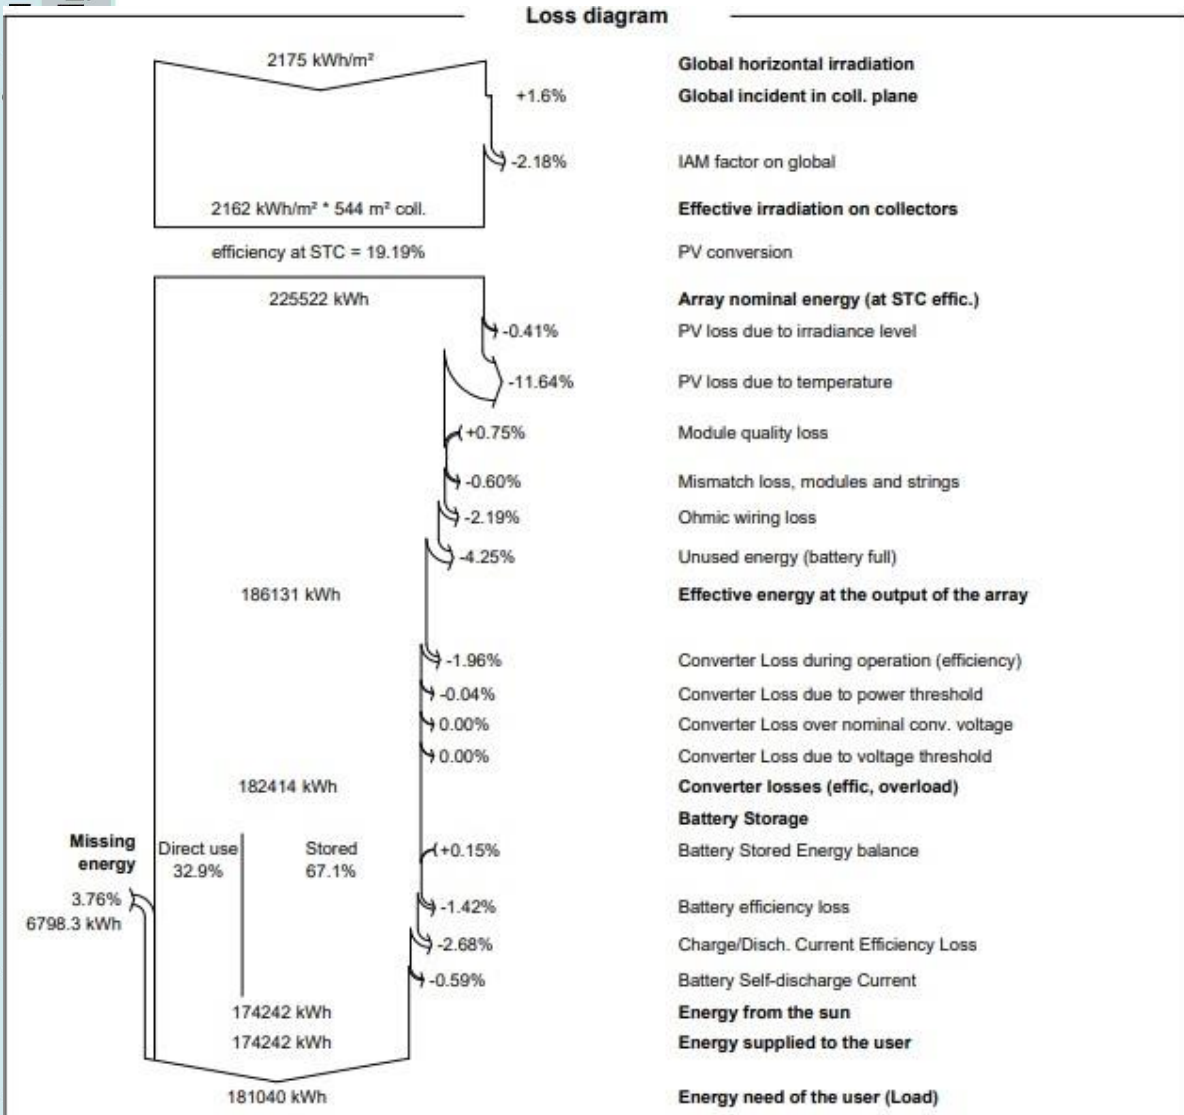 Loss diagram
2175 kWh/m² Global horizontal irradiation
+1.6% Global incident in coll. plane
-2.18% IAM factor on global
2162 kWh/m² * 544 m² coll. Effective irradiation on collectors
efficiency at STC = 19.19% PV conversion
225522 kWh Array nominal energy (at STC effic.)
-0.41% PV loss due to irradiance level
-11.64% PV loss due to temperature
+0.75% Module quality loss
-0.60% Mismatch loss, modules and strings
-2.19% Ohmic wiring loss
-4.25% Unused energy (battery full)
186131 kWh Effective energy at the output of the array
-1.96% Converter Loss during operation (efficiency)
-0.04% Converter Loss due to power threshold
0.00% Converter Loss over nominal conv. voltage
0.00% Converter Loss due to voltage threshold
182414 kWh Converter losses (effic, overload)
Battery Storage
Missing energy Direct use Stored +0.15% Battery Stored Energy balance
32.9% 67.1%
3.76% -1.42% Battery efficiency loss
6798.3 kWh
-2.68% Charge/Disch. Current Efficiency Loss
-0.59% Battery Self-discharge Current
174242 kWh Energy from the sun
174242 kWh Energy supplied to the user
181040 kWh Energy need of the user (Load)